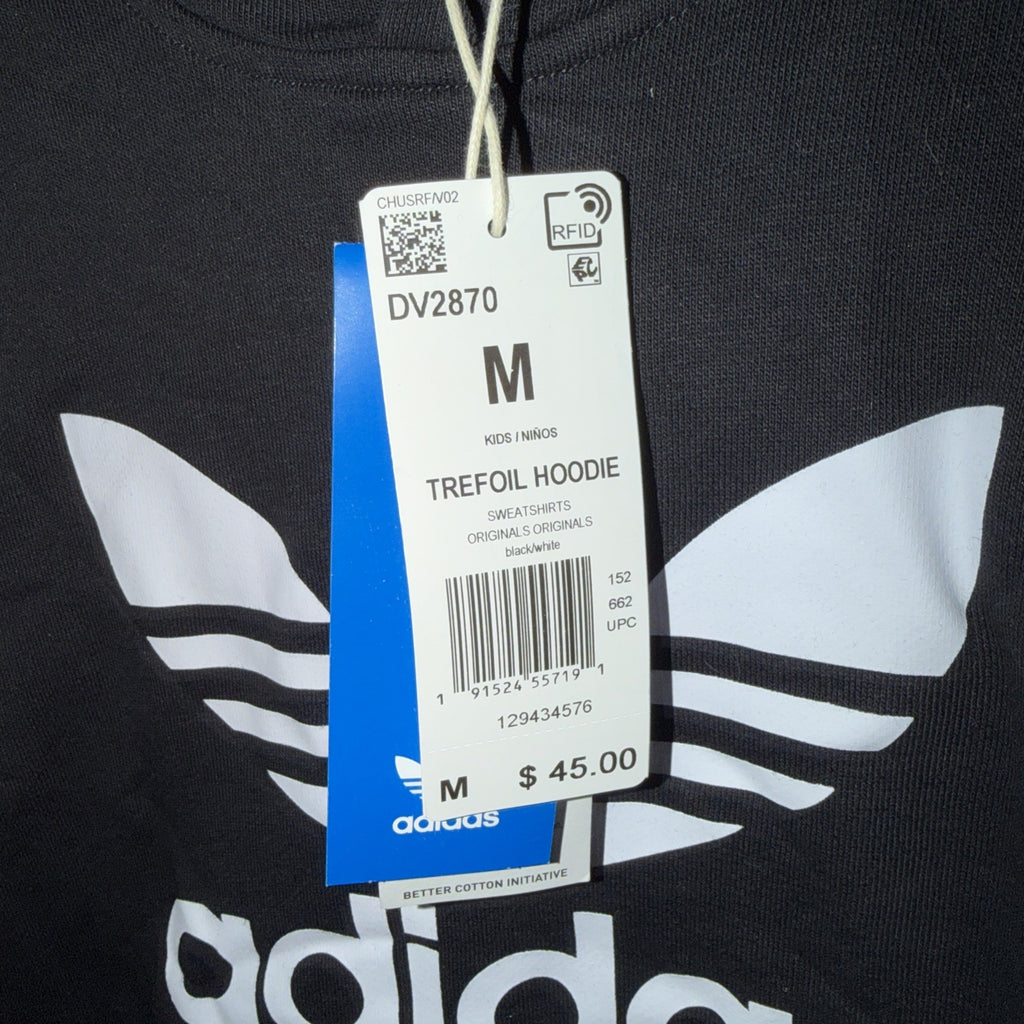 CHUSRF/V02
RFID
DV2870
M
KIDS / NIÑOS
TREFOIL HOODIE
SWEATSHIRTS
ORIGINALS ORIGINALS
black/white
152
662
UPC
1 91524 55719 1
129434576
M $ 45.00
adidas
BETTER COTTON INITIATIVE
adidas